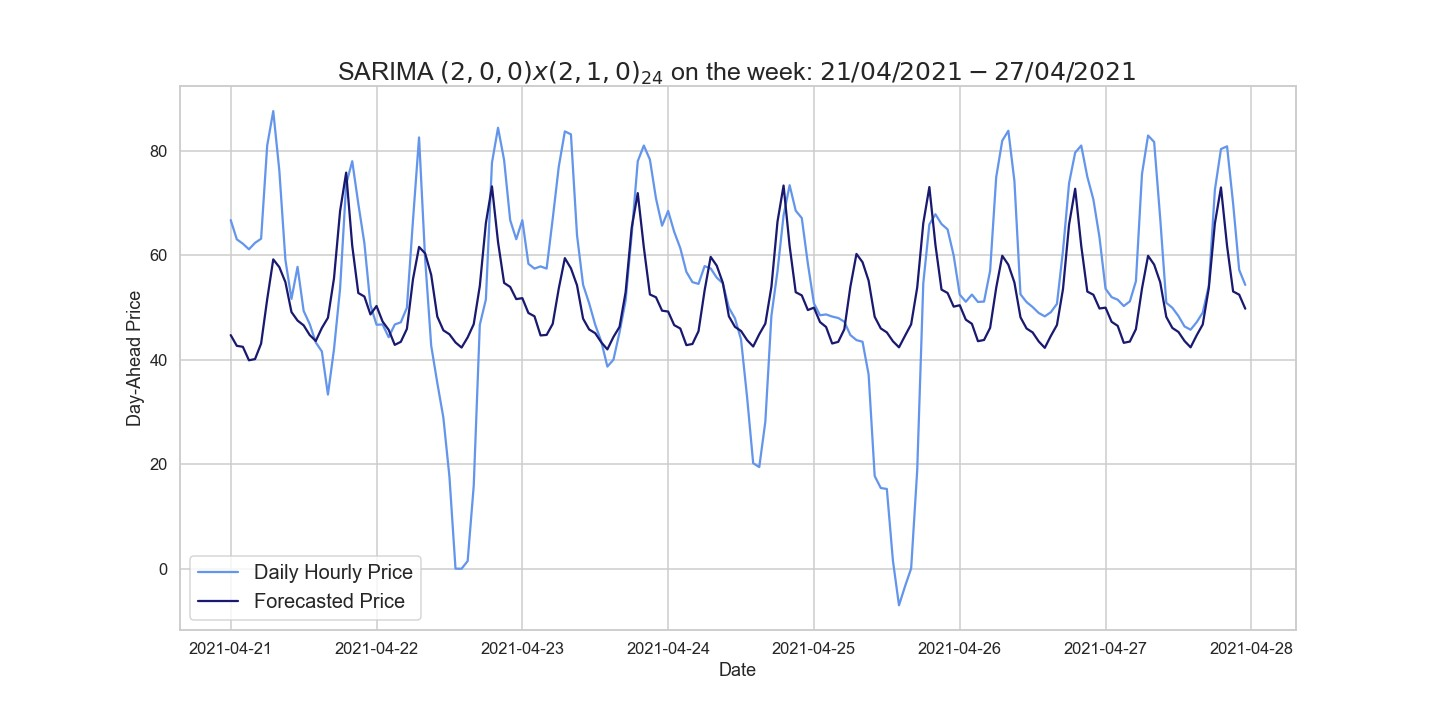 SARIMA (2, 0, 0)x(2, 1, 0)₂₄ on the week: 21/04/2021 − 27/04/2021
Day-Ahead Price
80
60
40
20
0
Daily Hourly Price
Forecasted Price
2021-04-21 2021-04-22 2021-04-23 2021-04-24 2021-04-25 2021-04-26 2021-04-27 2021-04-28
Date